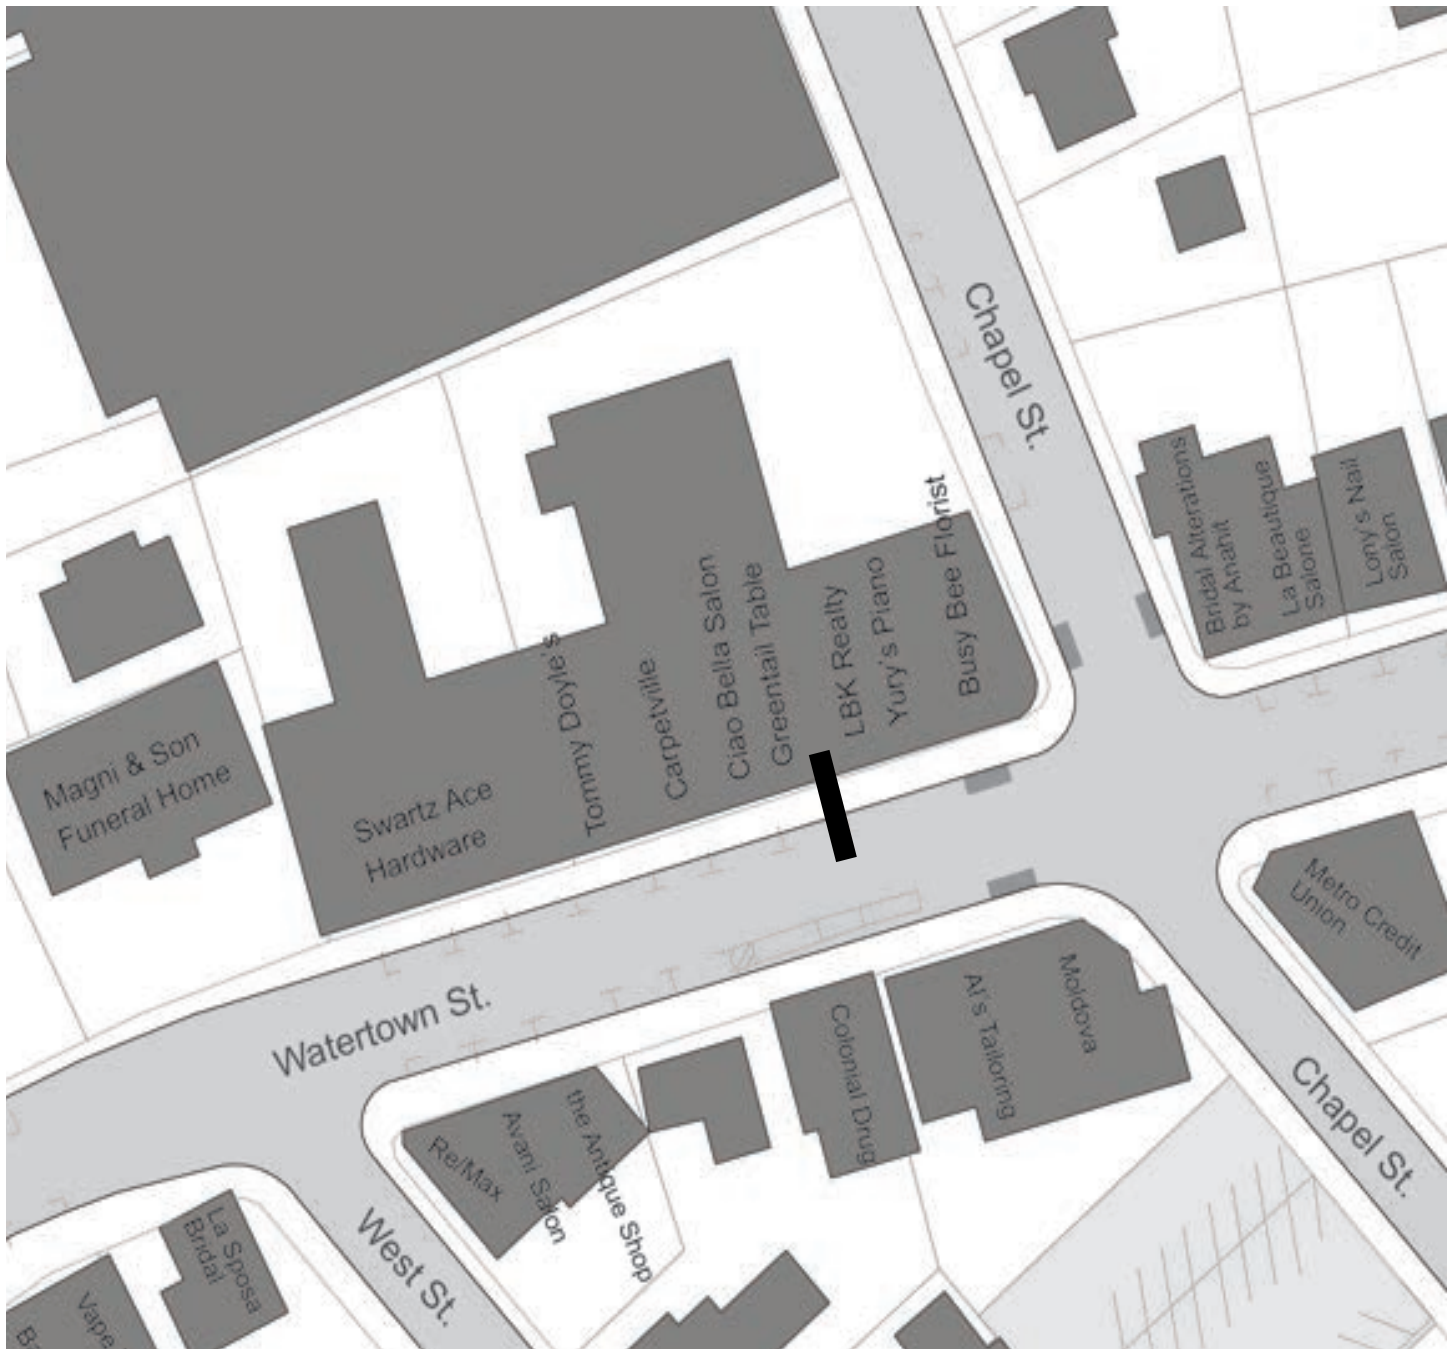 Chapel St.
Bridal Alterations
by Anahit
La Beautique
Salone
Lony's Nail
Salon
Magni & Son
Funeral Home
Swartz Ace
Hardware
Tommy Doyle's
Carpetville
Ciao Bella Salon
Greentail Table
LBK Realty
Yury's Piano
Busy Bee Florist
Metro Credit
Union
Watertown St.
Moldova
Al's Tailoring
Colonial Drug
the Antique Shop
Avani Salon
Re/Max
Chapel St.
West St.
La Sposa
Bridal
Vape